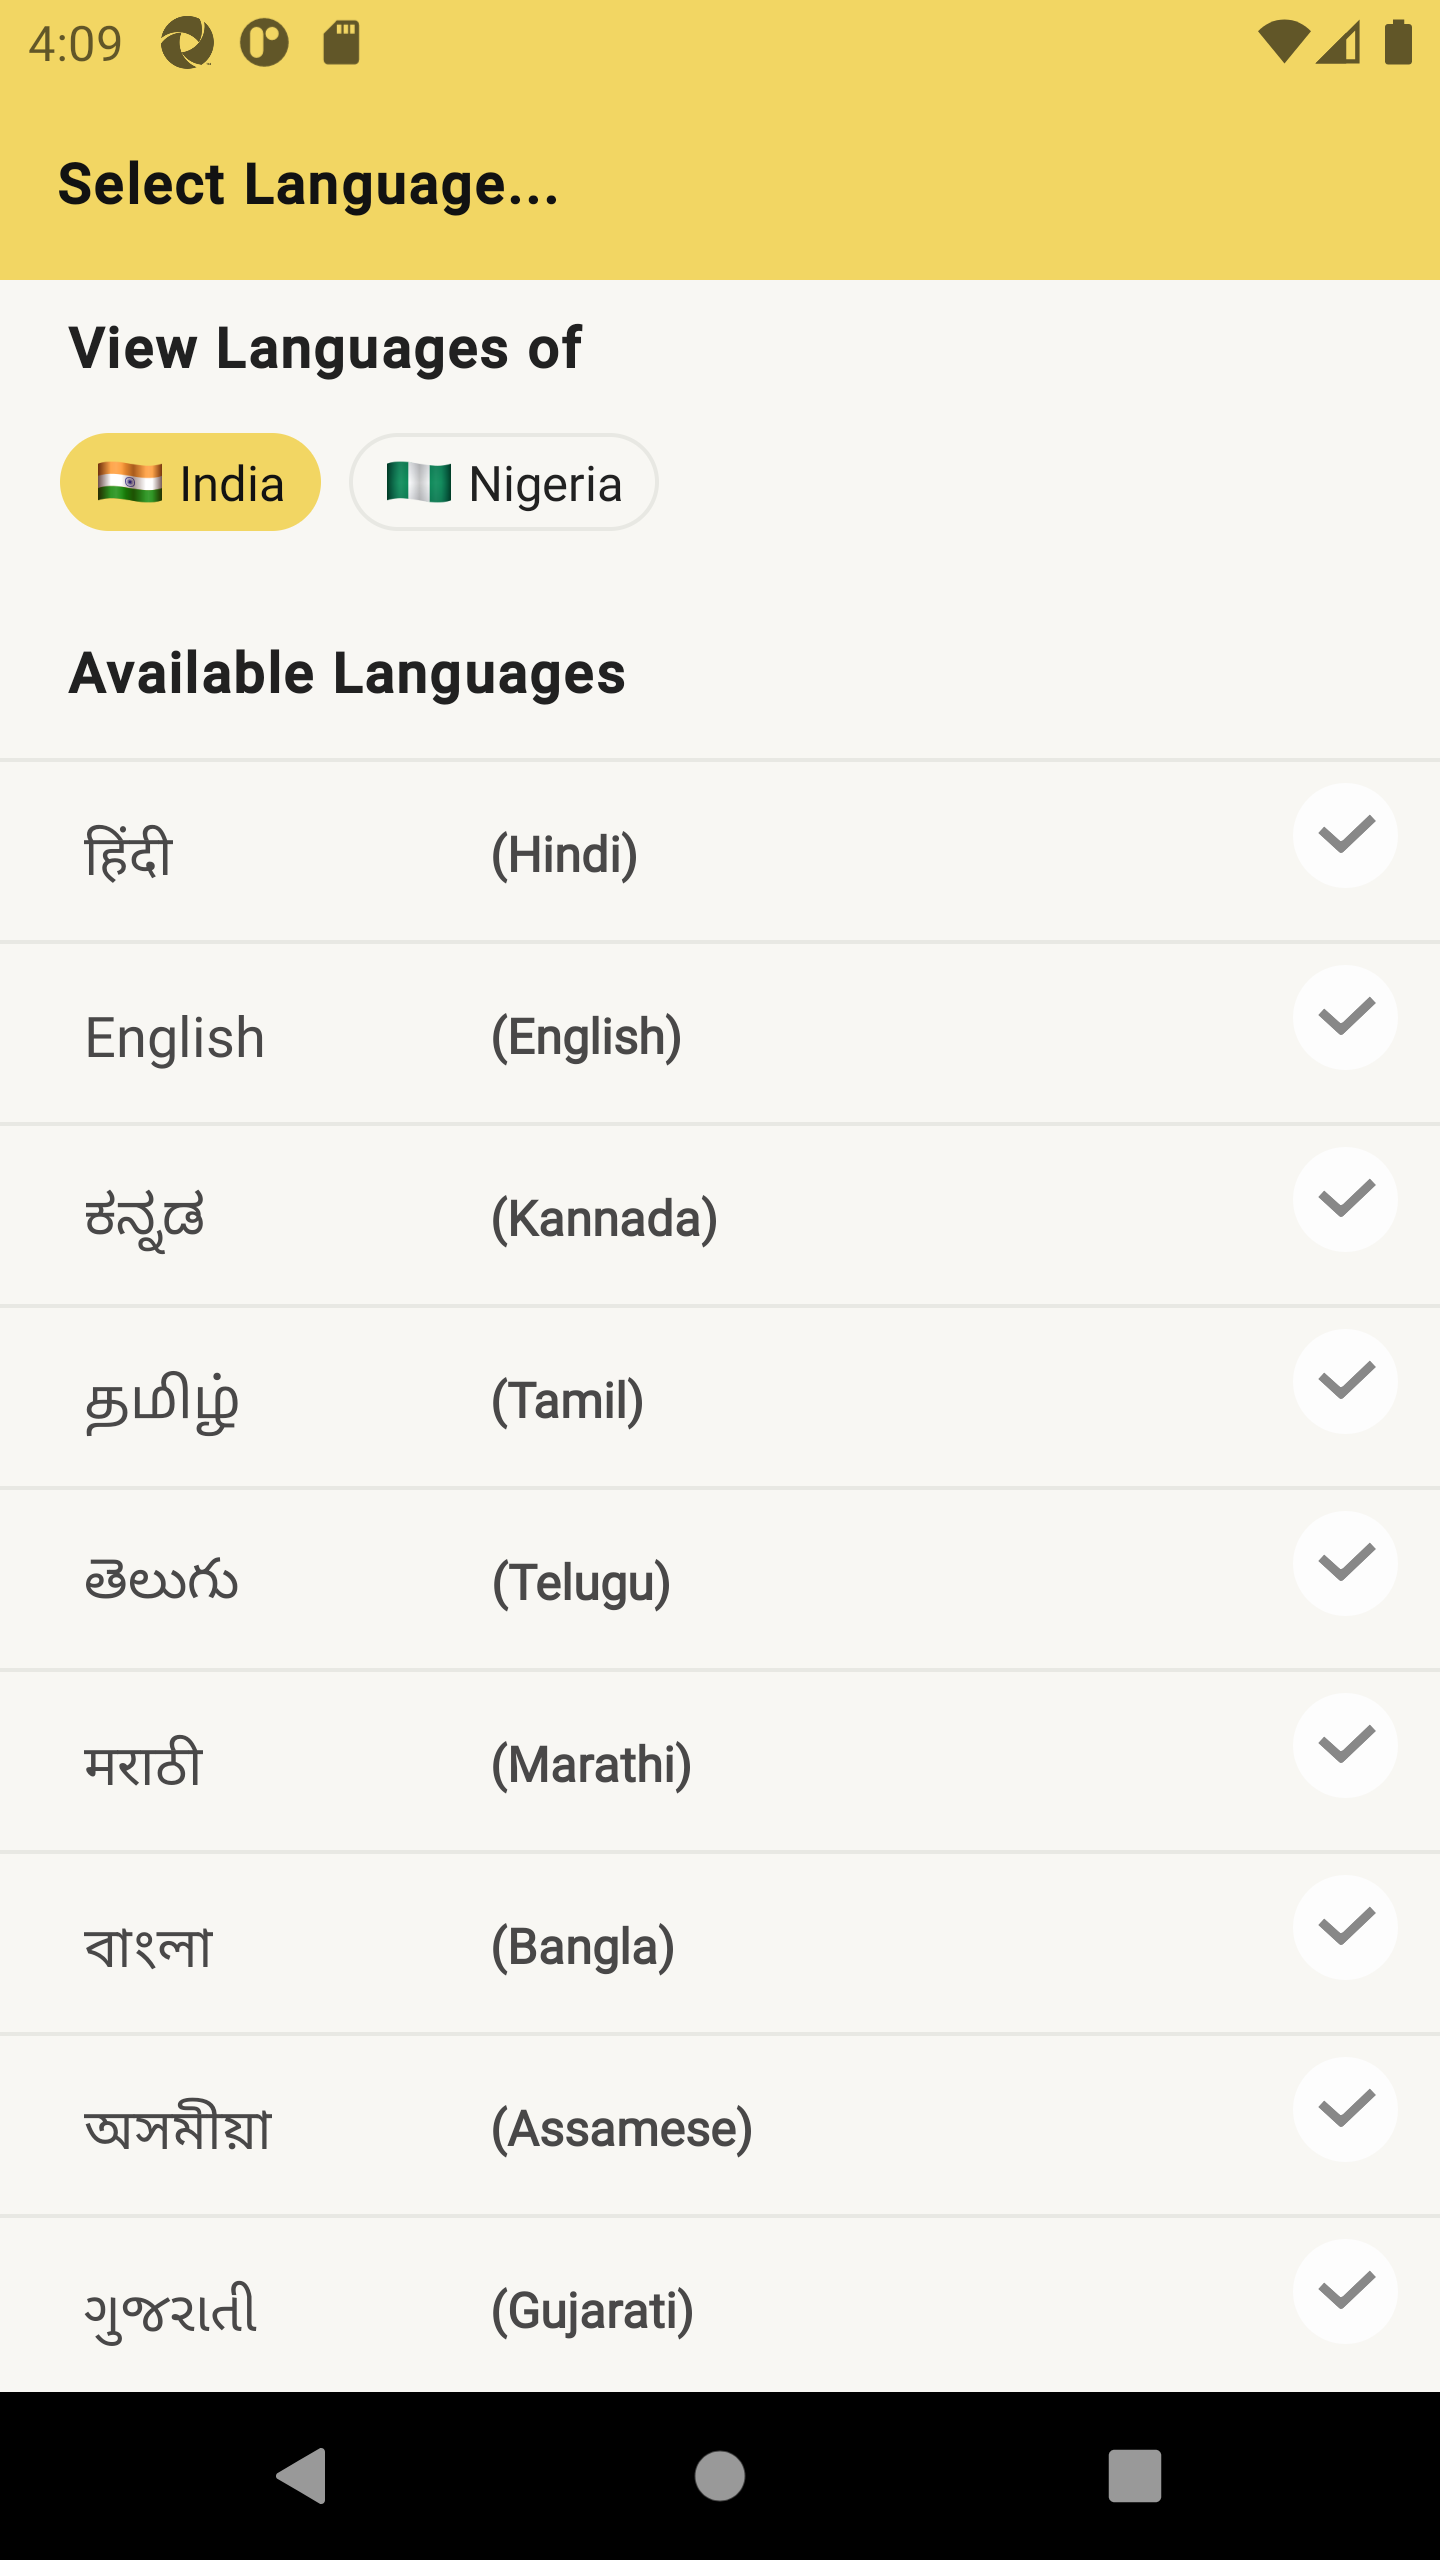 4:09
Select Language...
View Languages of
India Nigeria
Available Languages
हिंदी (Hindi)
English (English)
ಕನ್ನಡ (Kannada)
தமிழ் (Tamil)
తెలుగు (Telugu)
मराठी (Marathi)
বাংলা (Bangla)
অসমীয়া (Assamese)
ગુજરાતી (Gujarati)